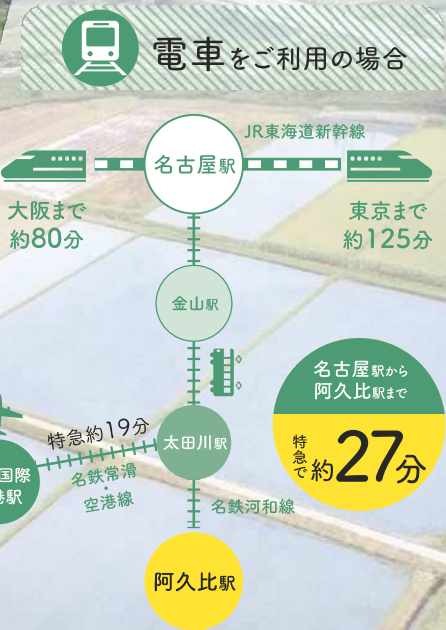 電車をご利用の場合
JR東海道新幹線
名古屋駅
大阪まで
約80分
東京まで
約125分
金山駅
名古屋駅から
阿久比駅まで
特急で
約27分
特急約19分
太田川駅
国際
港駅
名鉄常滑
・
空港線
名鉄河和線
阿久比駅